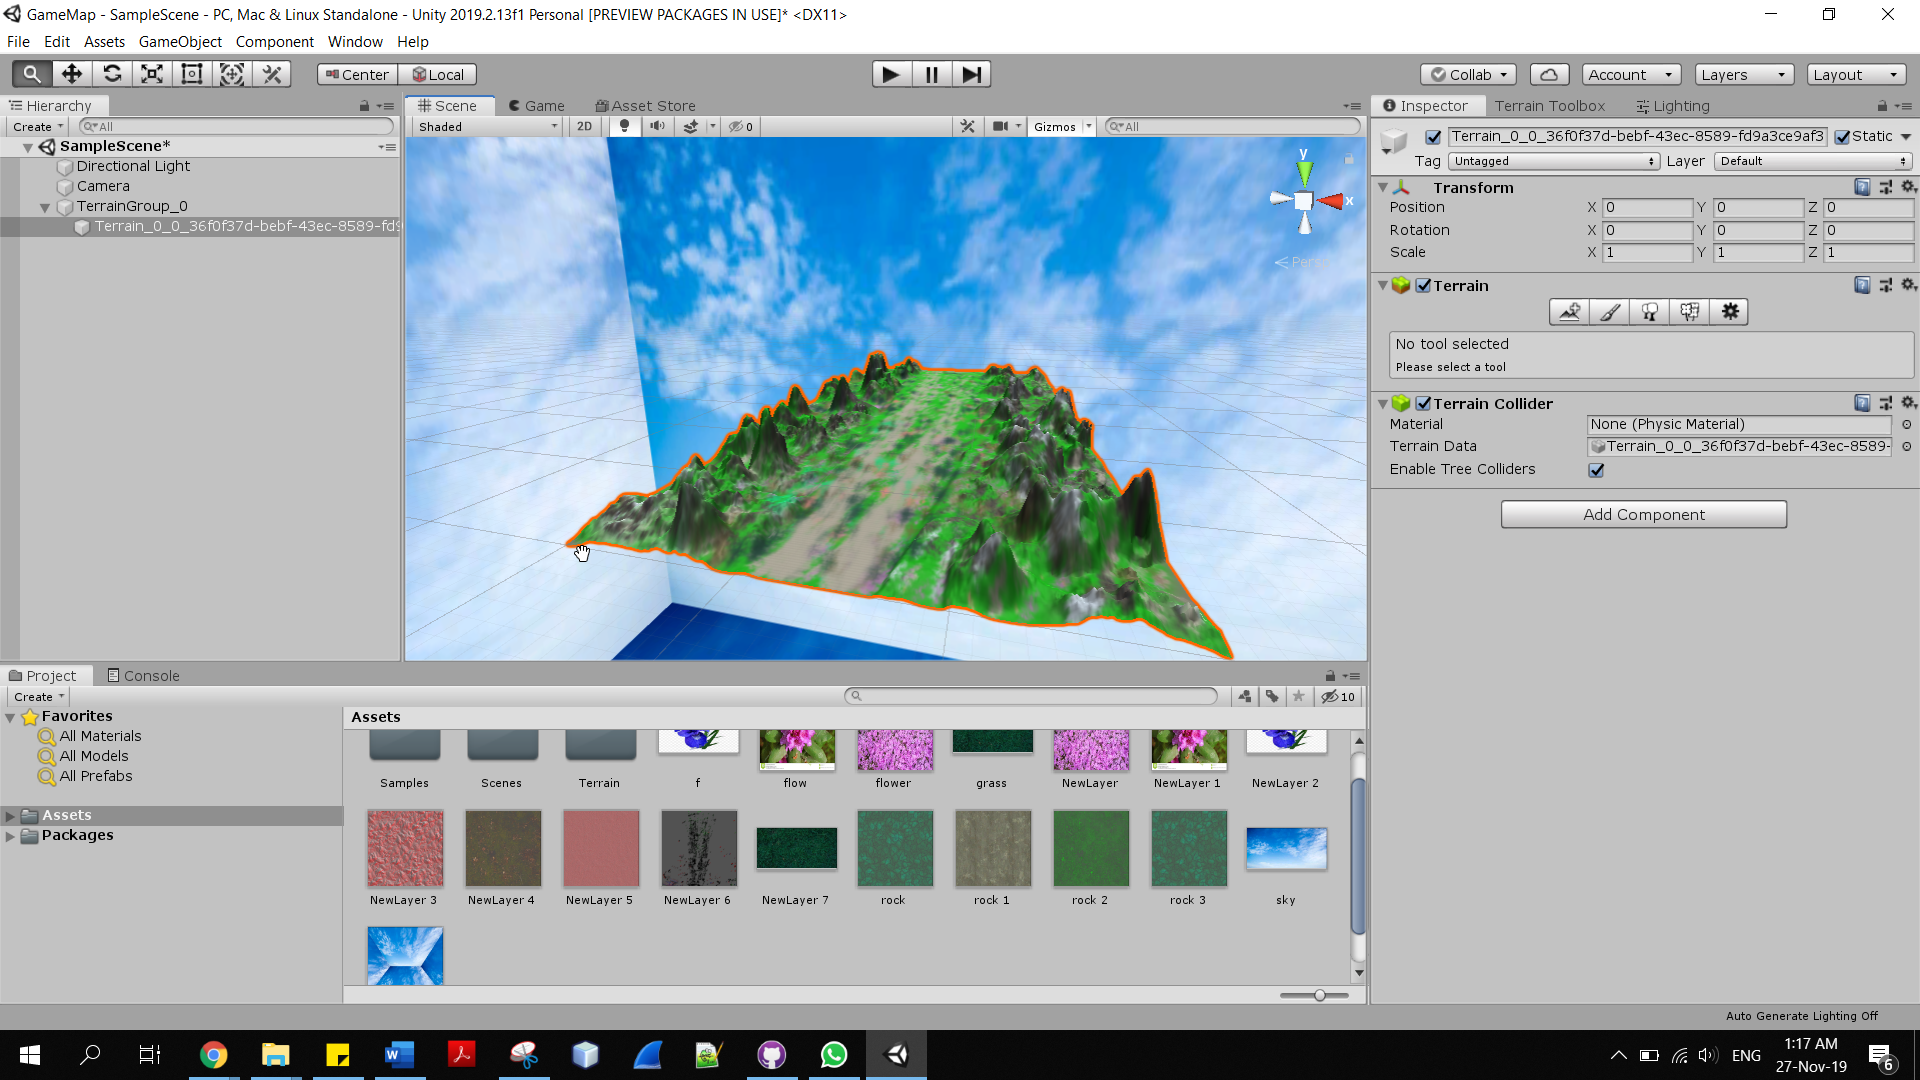 GameMap - SampleScene - PC, Mac & Linux Standalone - Unity 2019.2.13f1 Personal [PREVIEW PACKAGES IN USE]* <DX11>
File Edit Assets GameObject Component Window Help
Center Local Collab Account Layers Layout
Hierarchy
Create All
SampleScene*
Directional Light
Camera
TerrainGroup_0
Terrain_0_0_36f0f37d-bebf-43ec-8589-fd9
Scene Game Asset Store
Shaded 2D 0 Gizmos All
y
x
Persp
Inspector Terrain Toolbox Lighting
Terrain_0_0_36f0f37d-bebf-43ec-8589-fd9a3ce9af3 Static
Tag Untagged Layer Default
Transform
Position X 0 Y 0 Z 0
Rotation X 0 Y 0 Z 0
Scale X 1 Y 1 Z 1
Terrain
No tool selected
Please select a tool
Terrain Collider
Material None (Physic Material)
Terrain Data Terrain_0_0_36f0f37d-bebf-43ec-8589-
Enable Tree Colliders
Add Component
Project Console
Create 10
Favorites
All Materials
All Models
All Prefabs
Assets
Packages
Assets
Samples Scenes Terrain f flow flower grass NewLayer NewLayer 1 NewLayer 2
NewLayer 3 NewLayer 4 NewLayer 5 NewLayer 6 NewLayer 7 rock rock 1 rock 2 rock 3 sky
Auto Generate Lighting Off
ENG
1:17 AM
27-Nov-19
6